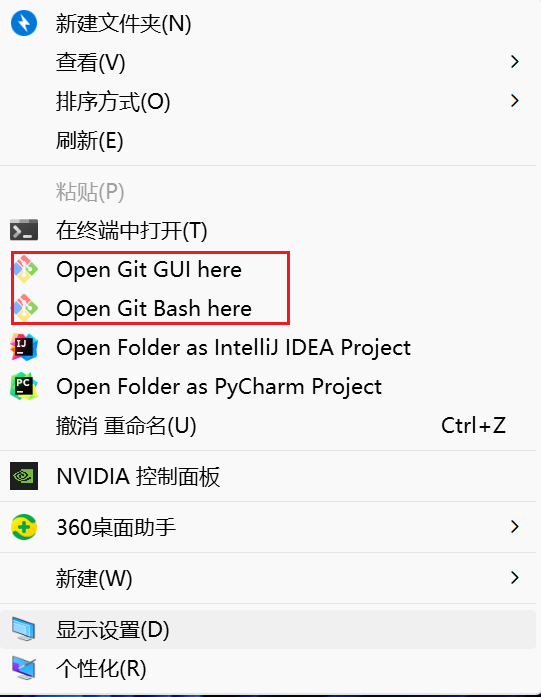 新建文件夹(N)
查看(V)
排序方式(O)
刷新(E)
粘贴(P)
在终端中打开(T)
Open Git GUI here
Open Git Bash here
IJ Open Folder as IntelliJ IDEA Project
PC Open Folder as PyCharm Project
撤消 重命名(U) Ctrl+Z
NVIDIA 控制面板
360桌面助手
新建(W)
显示设置(D)
个性化(R)